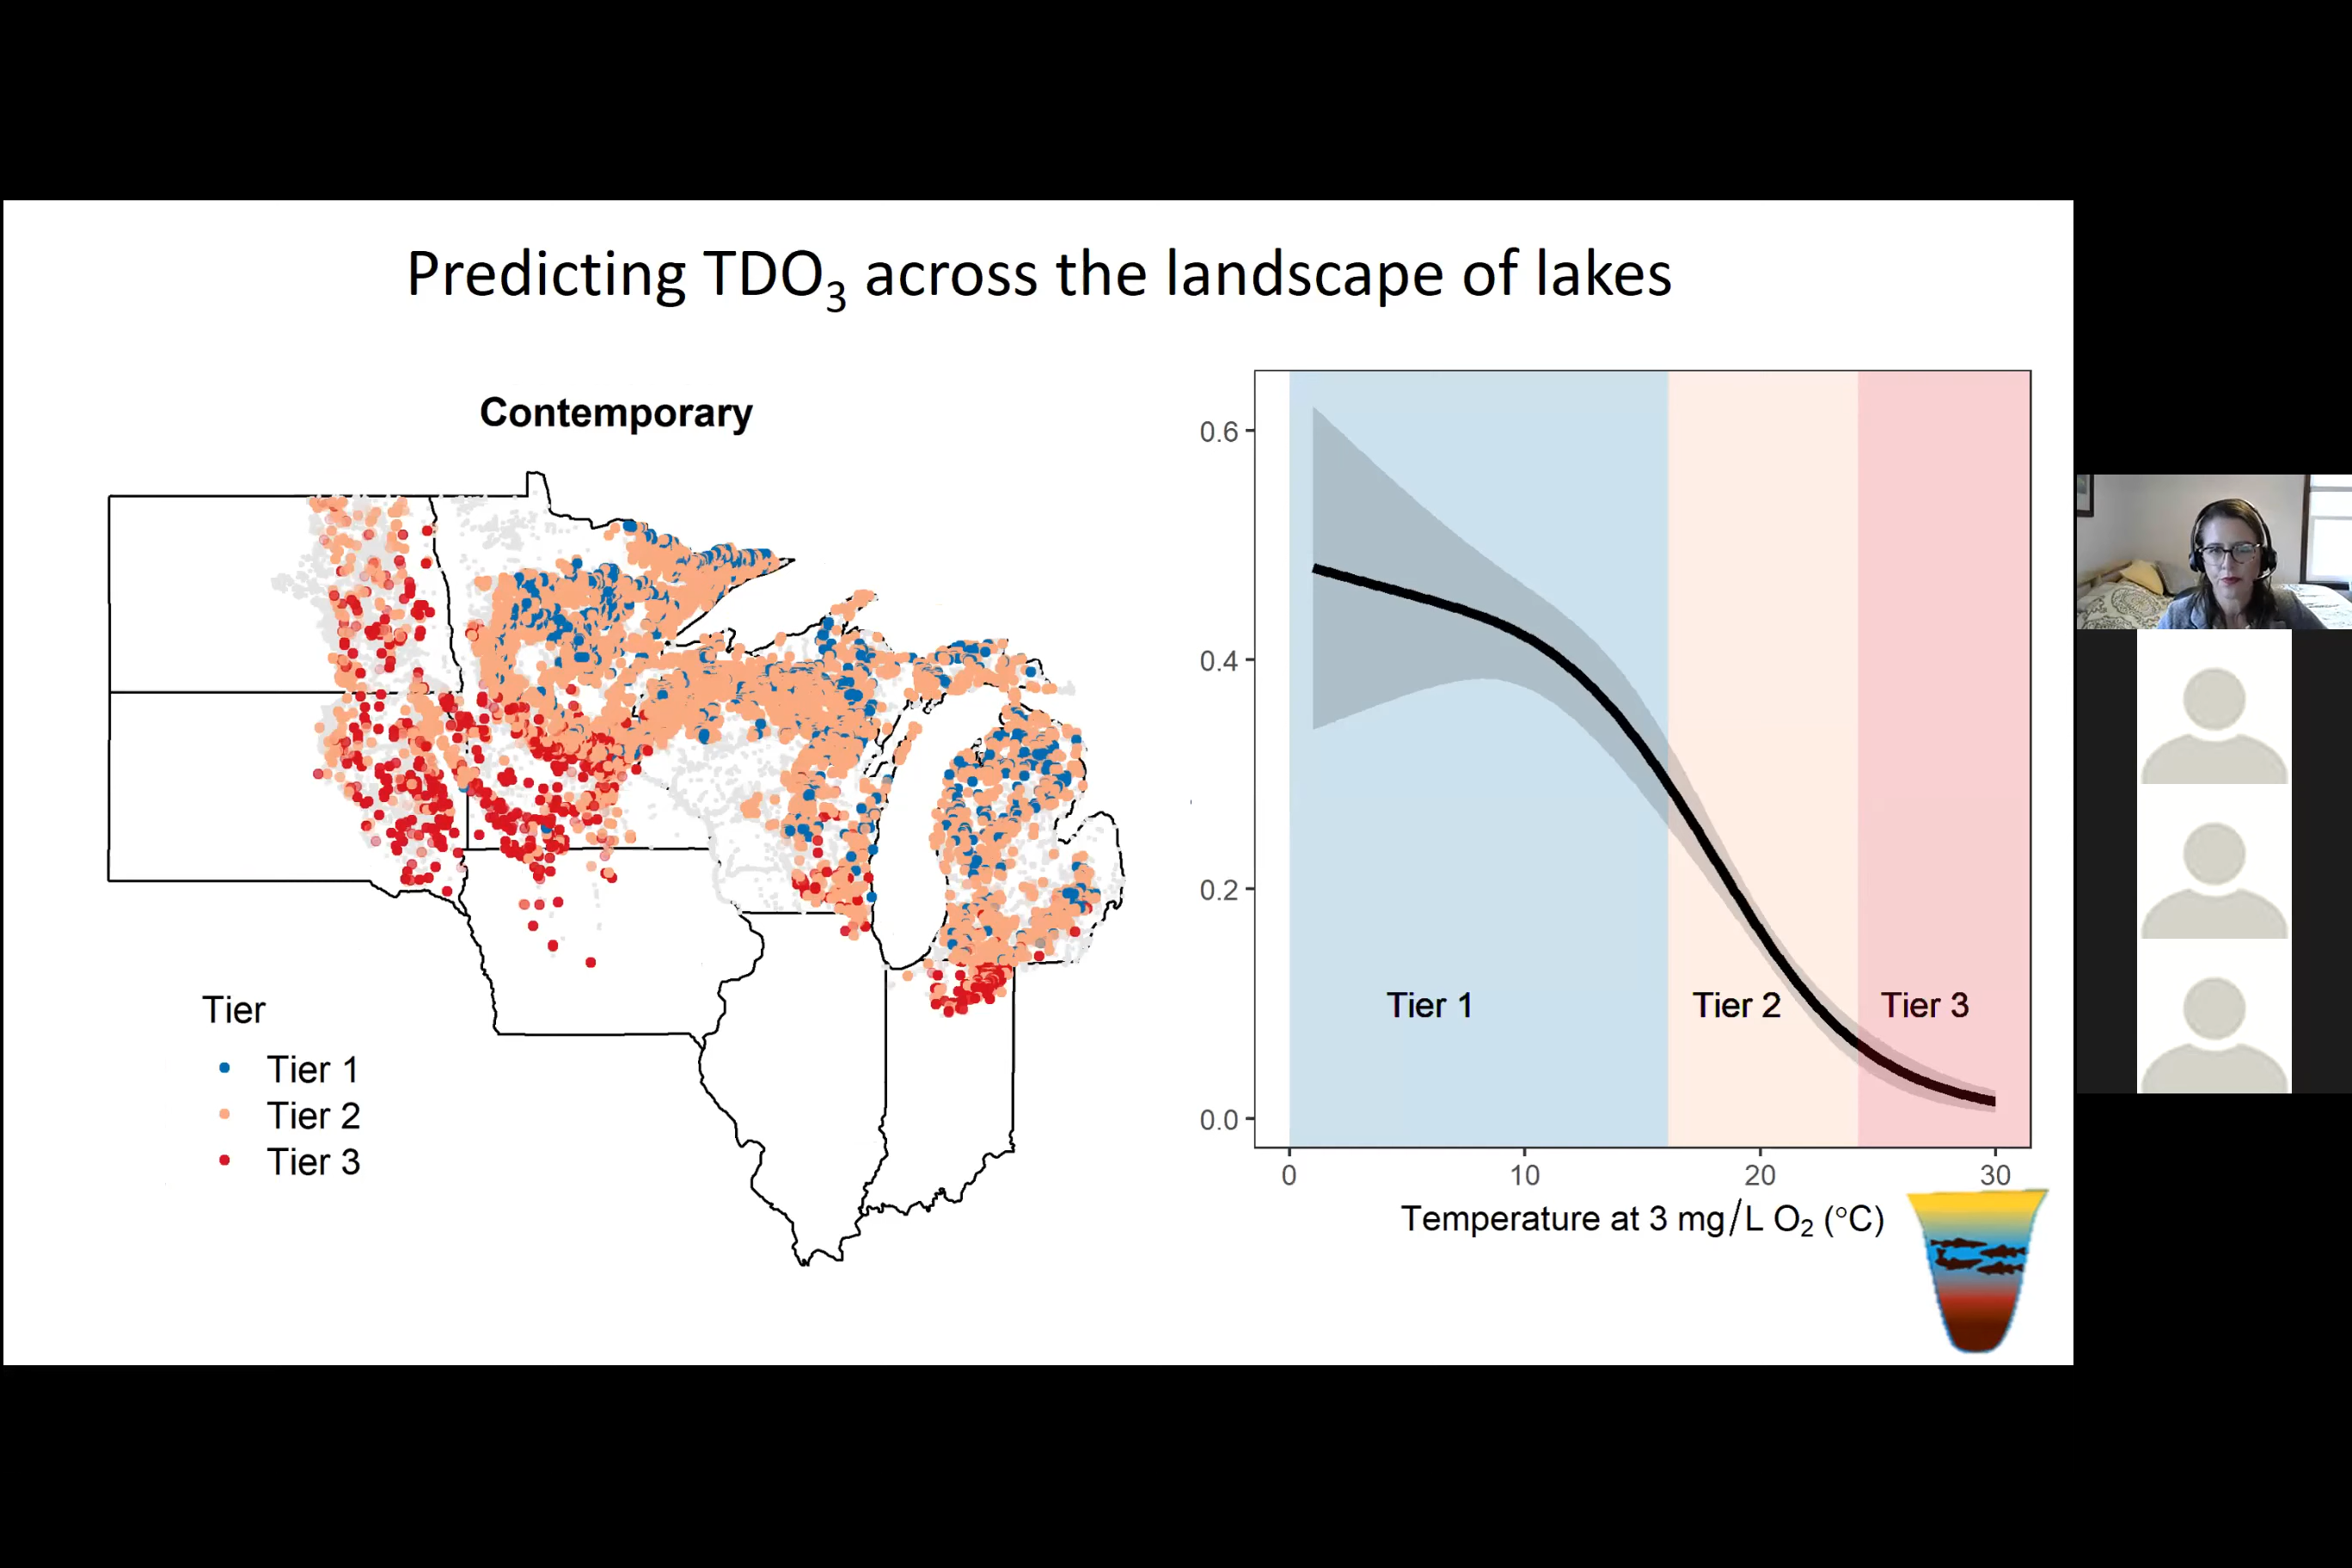 Predicting TDO₃ across the landscape of lakes
Contemporary
Tier
Tier 1
Tier 2
Tier 3
0.6
0.4
0.2
0.0
Tier 1
Tier 2
Tier 3
0
10
20
30
Temperature at 3 mg/L O₂ (°C)